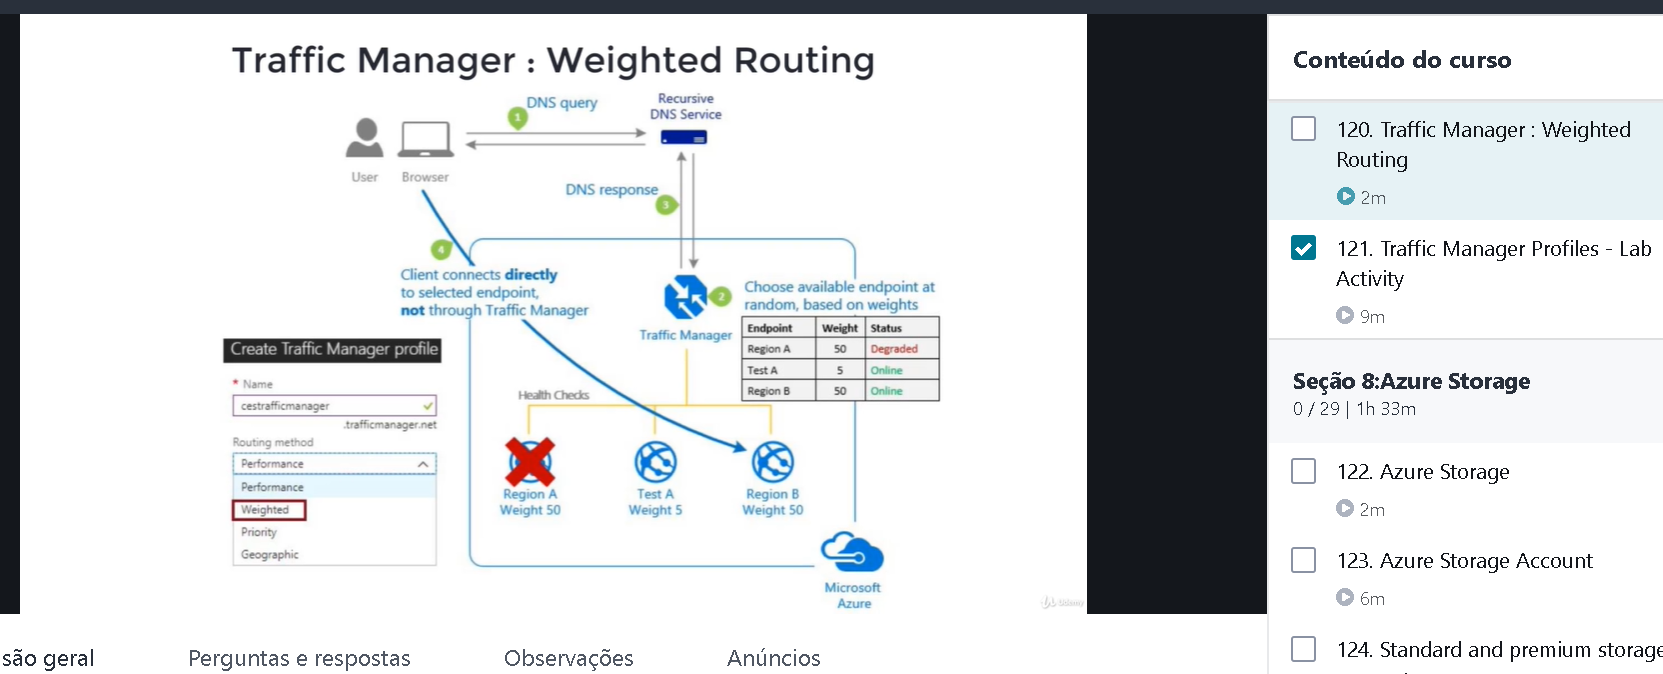 Traffic Manager : Weighted Routing
DNS query
1
Recursive
DNS Service
User
Browser
DNS response
3
4
Client connects directly
to selected endpoint,
not through Traffic Manager
2
Choose available endpoint at
random, based on weights
Traffic Manager
Endpoint Weight Status
Region A 50 Degraded
Test A 5 Online
Region B 50 Online
Create Traffic Manager profile
* Name
cestrafficmanager
.trafficmanager.net
Routing method
Performance
Performance
Weighted
Priority
Geographic
Health Checks
Region A
Weight 50
Test A
Weight 5
Region B
Weight 50
Microsoft
Azure
Udemy
são geral
Perguntas e respostas
Observações
Anúncios
Conteúdo do curso
120. Traffic Manager : Weighted
Routing
2m
121. Traffic Manager Profiles - Lab
Activity
9m
Seção 8:Azure Storage
0 / 29 | 1h 33m
122. Azure Storage
2m
123. Azure Storage Account
6m
124. Standard and premium storage